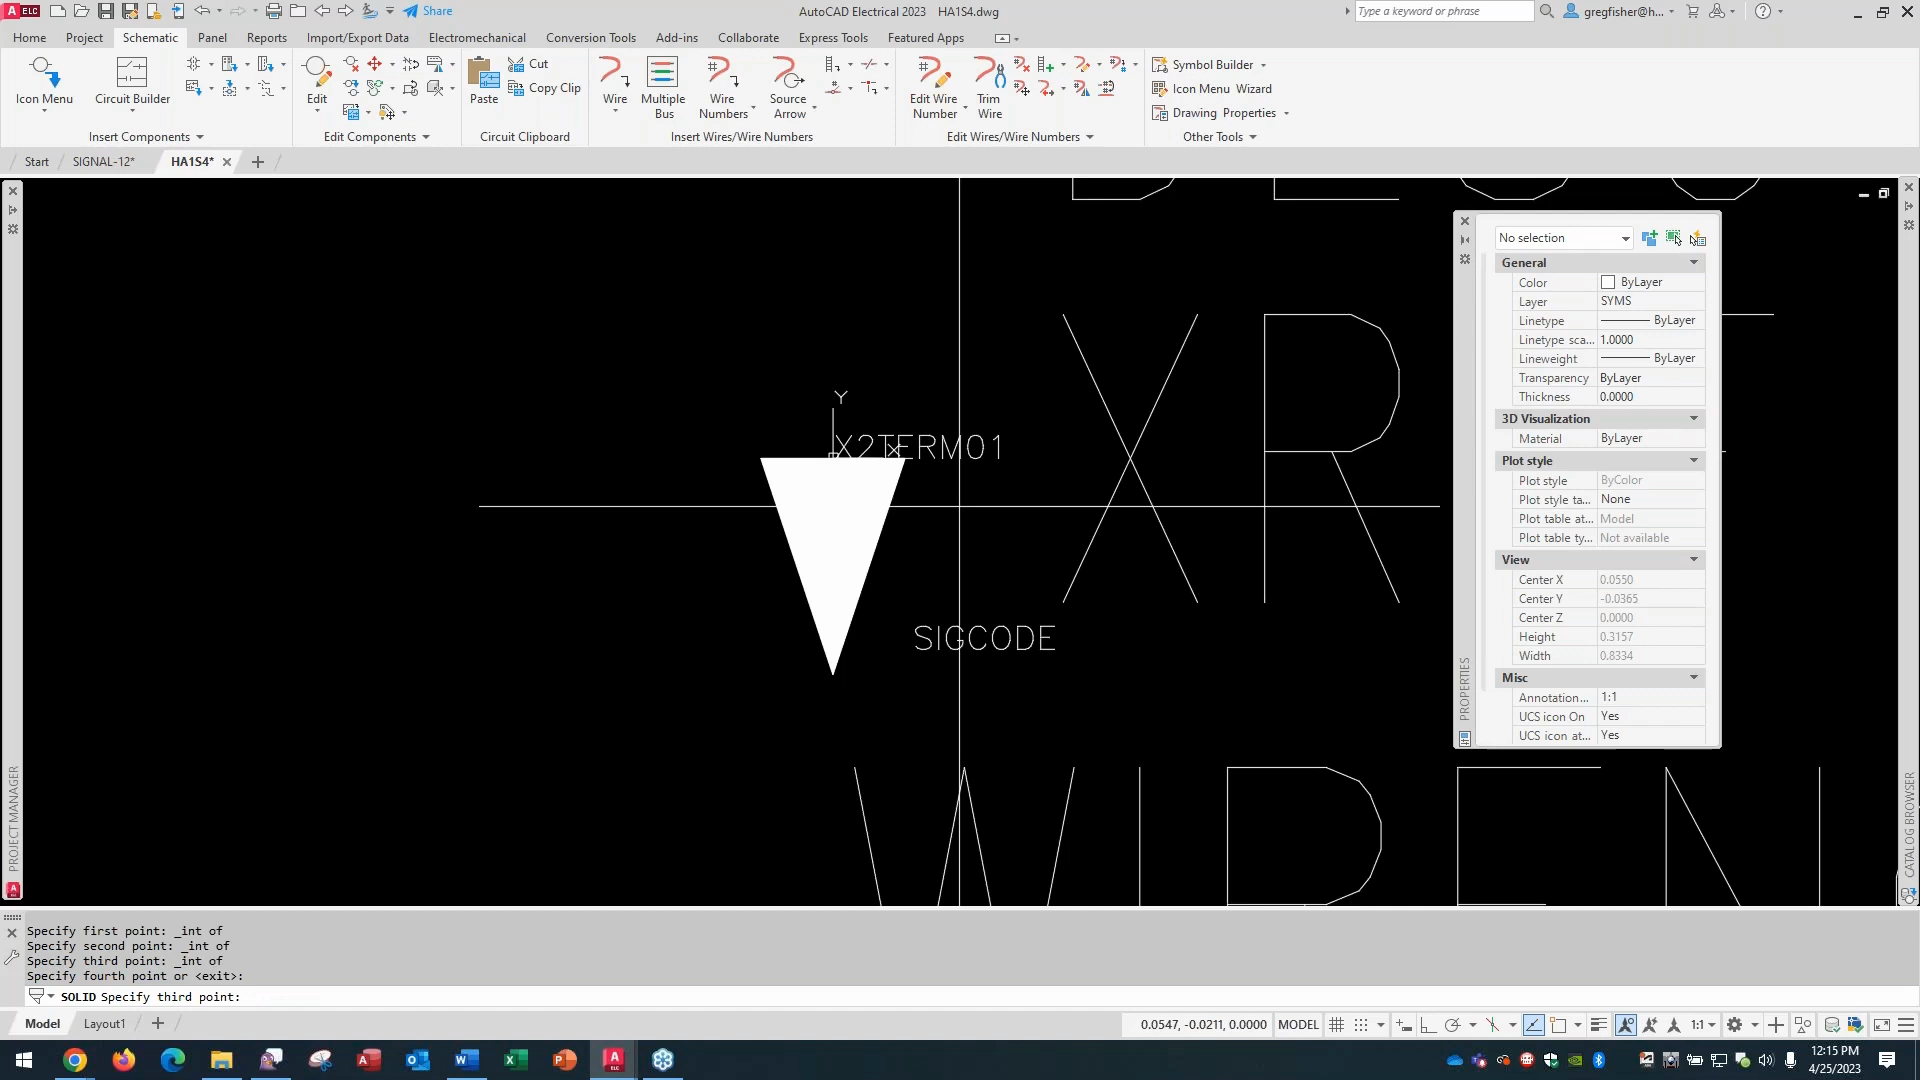 A ELC
Share
AutoCAD Electrical 2023 HA1S4.dwg
Type a keyword or phrase
gregfisher@h...
Home Project Schematic Panel Reports Import/Export Data Electromechanical Conversion Tools Add-ins Collaborate Express Tools Featured Apps
Icon Menu
Circuit Builder
Insert Components
Edit
Edit Components
Paste
Cut
Copy Clip
Circuit Clipboard
Wire
Multiple Bus
Wire Numbers
Source Arrow
Insert Wires/Wire Numbers
Edit Wire Number
Trim Wire
Edit Wires/Wire Numbers
Symbol Builder
Icon Menu Wizard
Drawing Properties
Other Tools
Start SIGNAL-12* HA1S4*
XR
Y
X
X2TERM01
SIGCODE
PROJECT MANAGER
CATALOG BROWSER
PROPERTIES
No selection
General
Color ByLayer
Layer SYMS
Linetype ByLayer
Linetype sca... 1.0000
Lineweight ByLayer
Transparency ByLayer
Thickness 0.0000
3D Visualization
Material ByLayer
Plot style
Plot style ByColor
Plot style ta... None
Plot table at... Model
Plot table ty... Not available
View
Center X 0.0550
Center Y -0.0365
Center Z 0.0000
Height 0.3157
Width 0.8334
Misc
Annotation... 1:1
UCS icon On Yes
UCS icon at... Yes
Specify first point: _int of
Specify second point: _int of
Specify third point: _int of
Specify fourth point or <exit>:
SOLID Specify third point:
Model Layout1
0.0547, -0.0211, 0.0000 MODEL 1:1
12:15 PM
4/25/2023